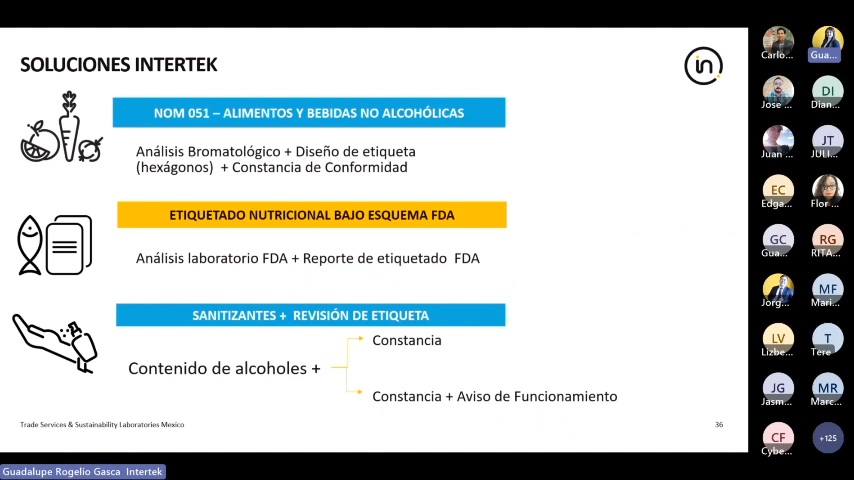 SOLUCIONES INTERTEK
in
NOM 051 – ALIMENTOS Y BEBIDAS NO ALCOHÓLICAS
Análisis Bromatológico + Diseño de etiqueta
(hexágonos) + Constancia de Conformidad
ETIQUETADO NUTRICIONAL BAJO ESQUEMA FDA
Análisis laboratorio FDA + Reporte de etiquetado FDA
SANITIZANTES + REVISIÓN DE ETIQUETA
Constancia
Contenido de alcoholes +
Constancia + Aviso de Funcionamiento
Trade Services & Sustainability Laboratories Mexico
36
Carlo...
Gua...
Jose ...
DI
Dian...
Juan ...
JT
JULI...
EC
Edga...
Flor ...
GC
Gua...
RG
RITA...
Jorg...
MF
Mari...
LV
Lizbe...
T
Tere
JG
Jasm...
MR
Marc...
CF
Cybe...
+125
Guadalupe Rogelio Gasca Intertek